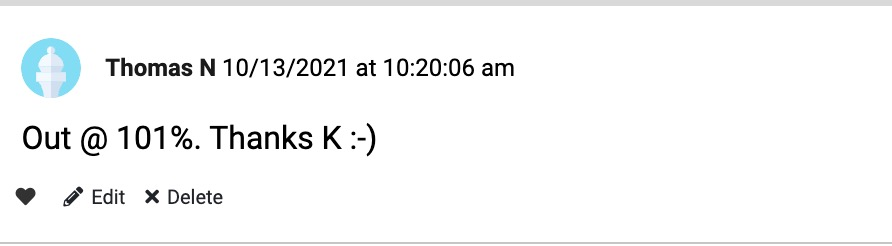 Thomas N 10/13/2021 at 10:20:06 am
Out @ 101%. Thanks K :-)
Edit Delete